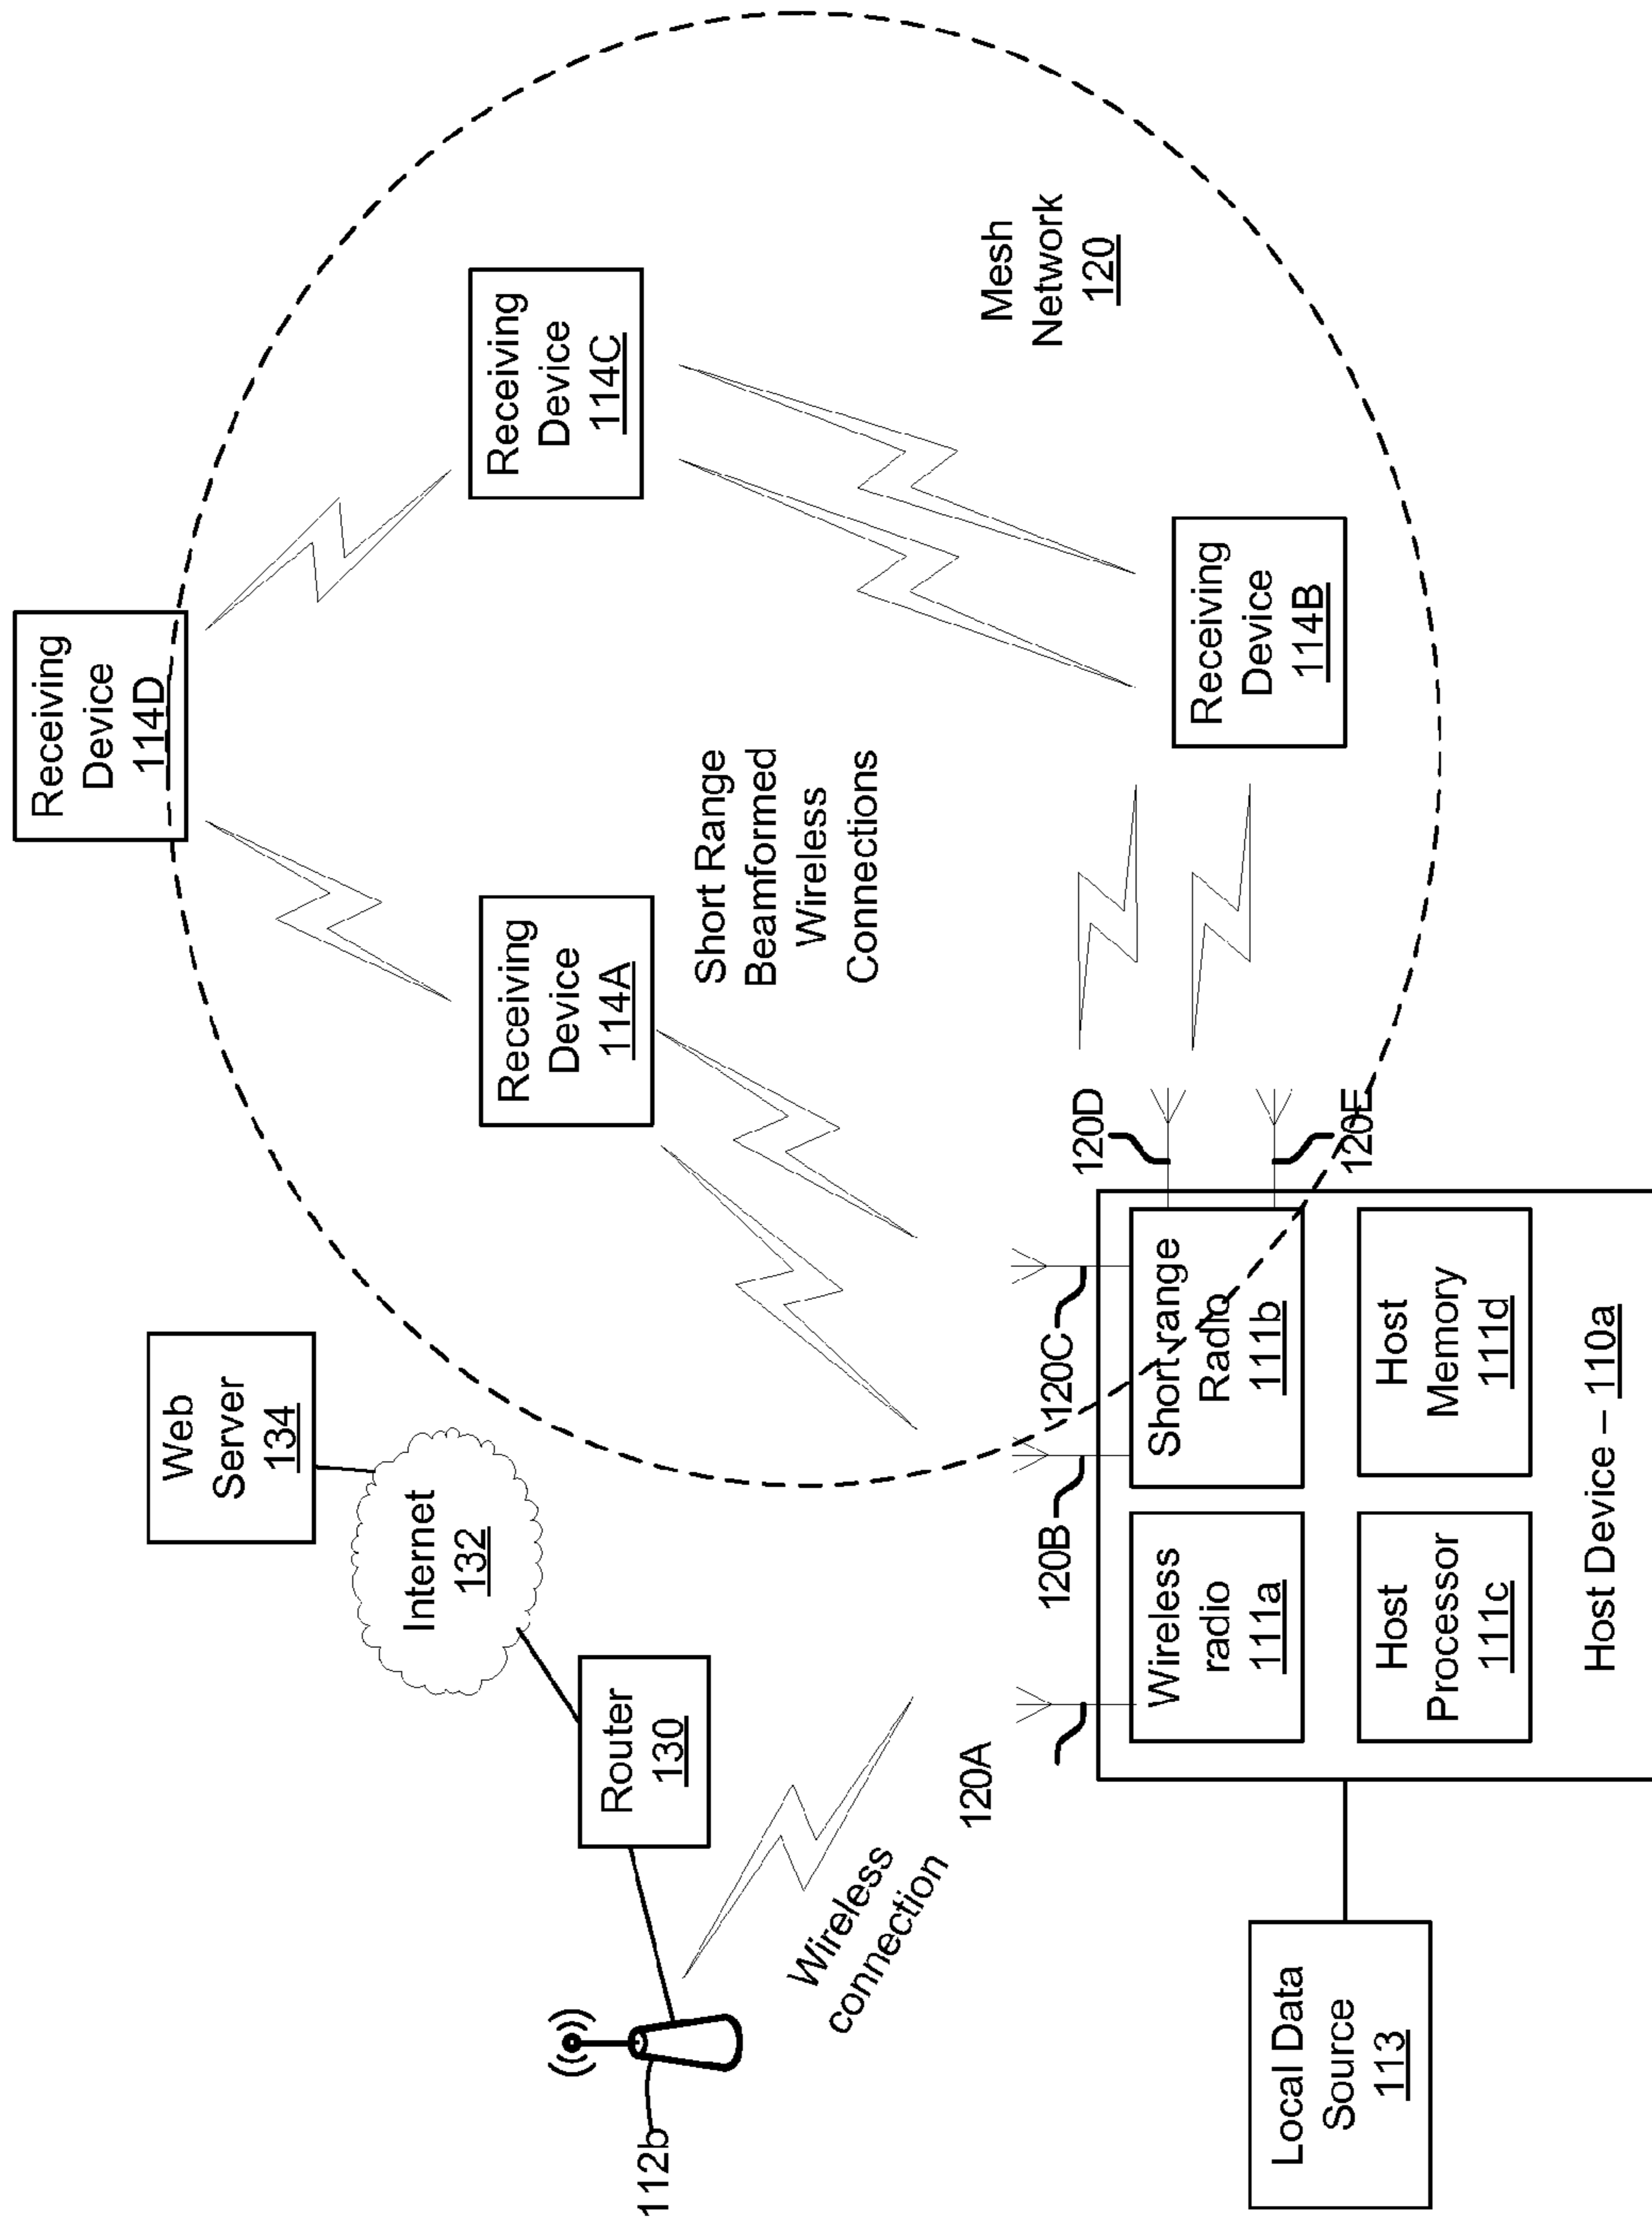 Local Data
Source
113
112b
Wireless
connection
120A
Router
130
Internet
132
Web
Server
134
Wireless
radio
111a
Host
Processor
111c
Short range
Radio
111b
Host
Memory
111d
Host Device – 110a
120B
120C
120D
120E
Receiving
Device
114A
Receiving
Device
114D
Short Range
Beamformed
Wireless
Connections
Receiving
Device
114B
Receiving
Device
114C
Mesh
Network
120